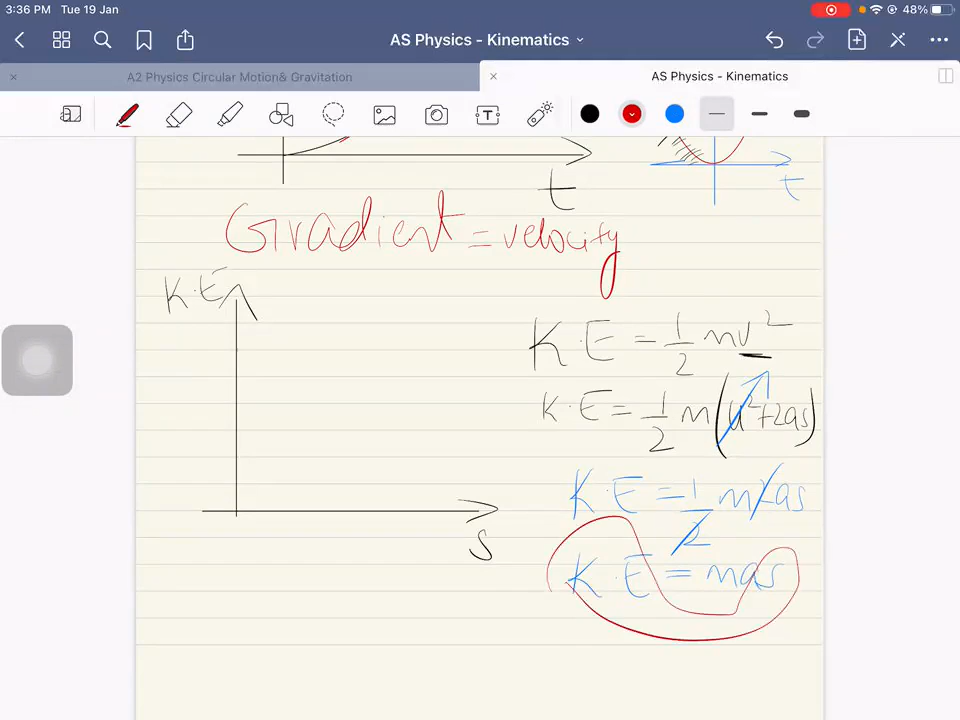 3:36 PM Tue 19 Jan
48%
AS Physics - Kinematics
A2 Physics Circular Motion& Gravitation
AS Physics - Kinematics
t
t
Gradient = velocity
K.E
K.E = 1/2 mv²
K.E = 1/2 m(u²+2as)
K.E = 1/2 m2as
K.E = mas
s